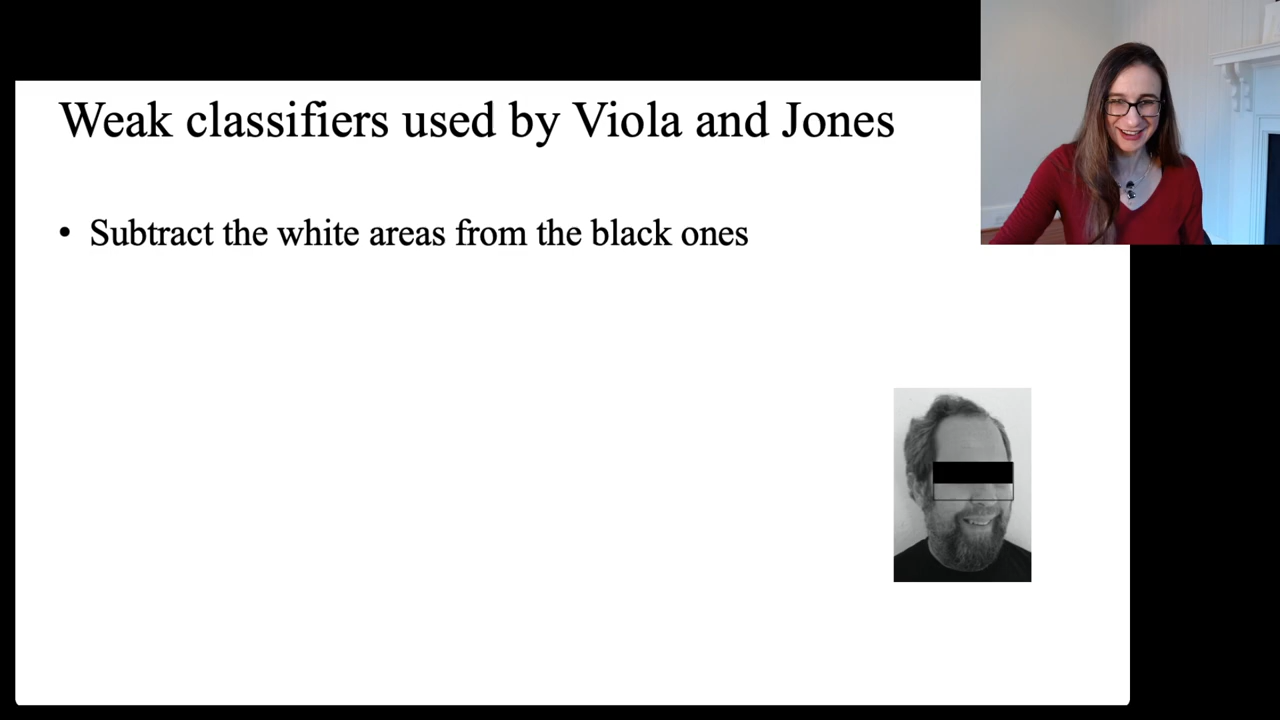 Weak classifiers used by Viola and Jones
• Subtract the white areas from the black ones